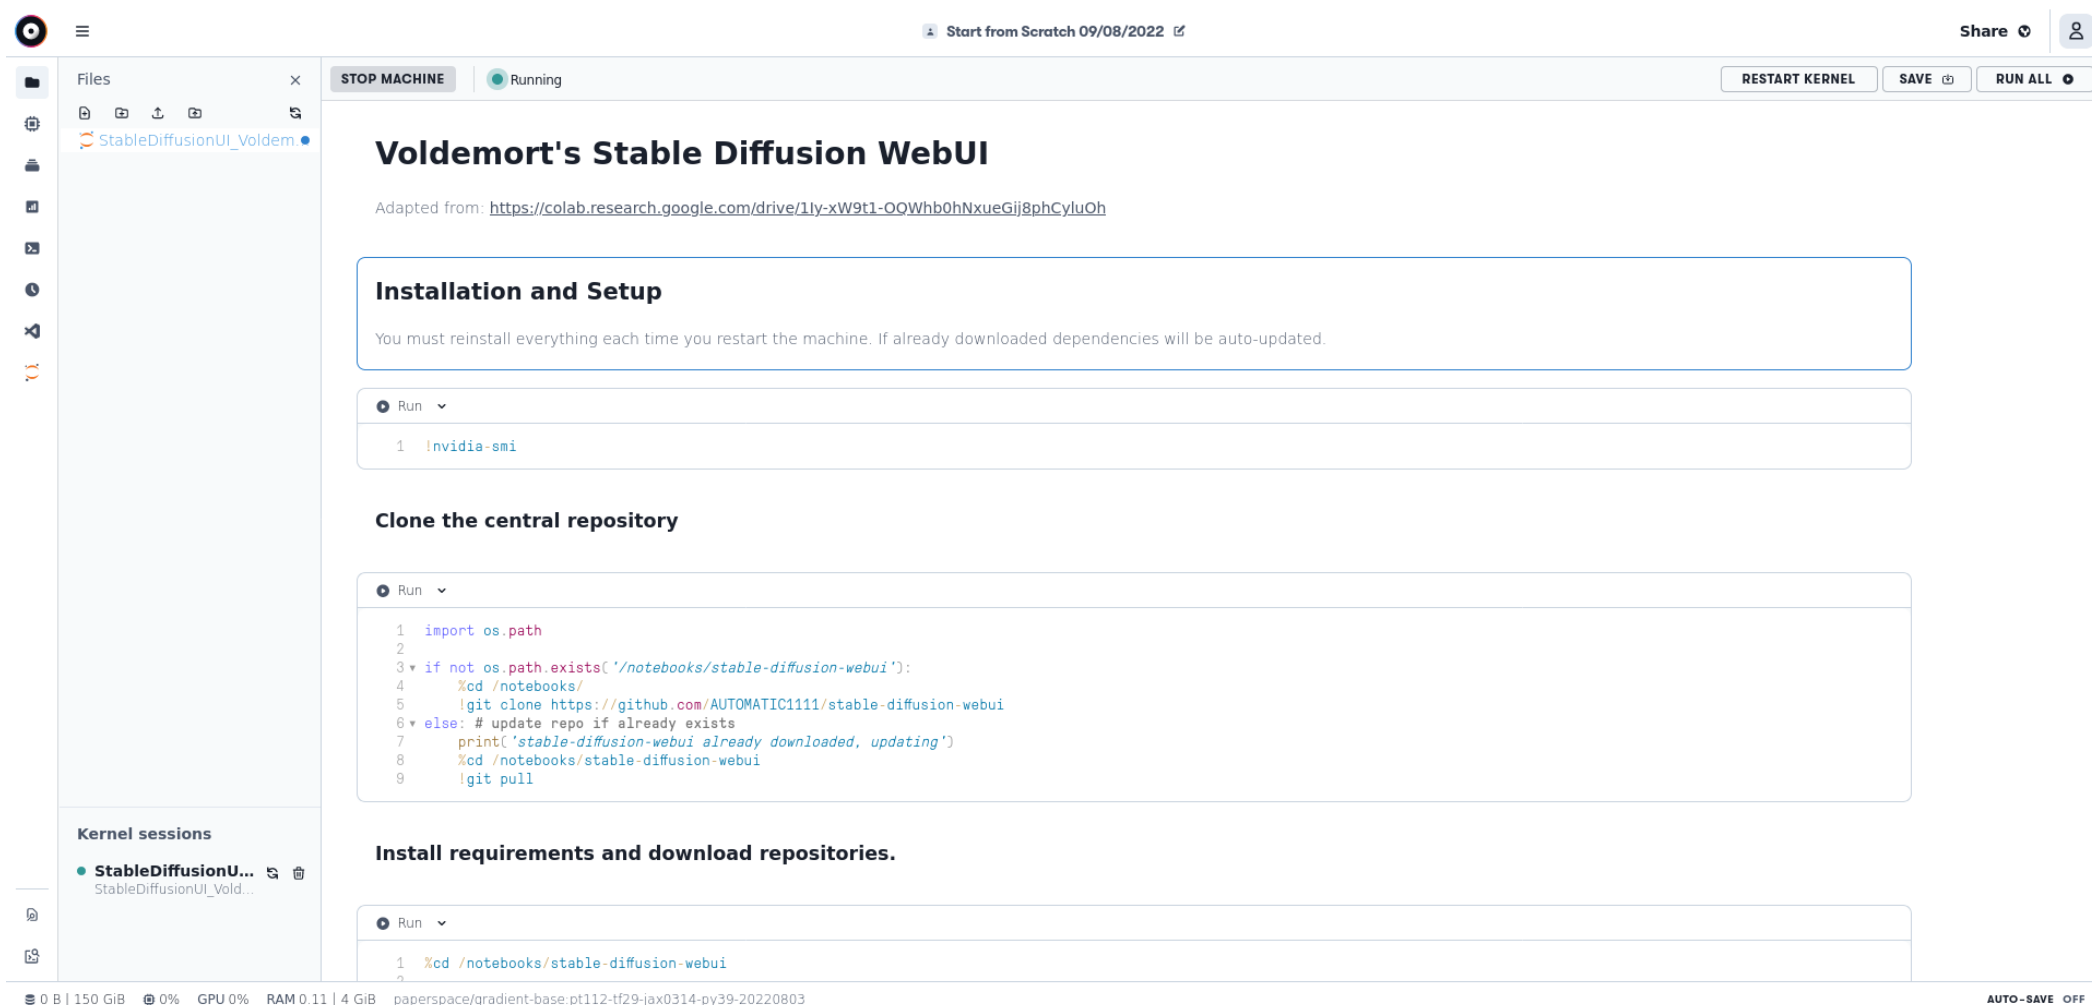 Start from Scratch 09/08/2022
Share
Files
STOP MACHINE
Running
RESTART KERNEL
SAVE
RUN ALL
StableDiffusionUI_Voldem.
Voldemort's Stable Diffusion WebUI
Adapted from: https://colab.research.google.com/drive/1Iy-xW9t1-OQWhb0hNxueGij8phCyluOh
Installation and Setup
You must reinstall everything each time you restart the machine. If already downloaded dependencies will be auto-updated.
Run
1 !nvidia-smi
Clone the central repository
Run
1 import os.path
2
3 if not os.path.exists('/notebooks/stable-diffusion-webui'):
4     %cd /notebooks/
5     !git clone https://github.com/AUTOMATIC1111/stable-diffusion-webui
6 else: # update repo if already exists
7     print('stable-diffusion-webui already downloaded, updating')
8     %cd /notebooks/stable-diffusion-webui
9     !git pull
Install requirements and download repositories.
Run
1 %cd /notebooks/stable-diffusion-webui
Kernel sessions
StableDiffusionU...
StableDiffusionUI_Vold...
0 B | 150 GiB 0% GPU 0% RAM 0.11 | 4 GiB paperspace/gradient-base:pt112-tf29-jax0314-py39-20220803
AUTO-SAVE OFF